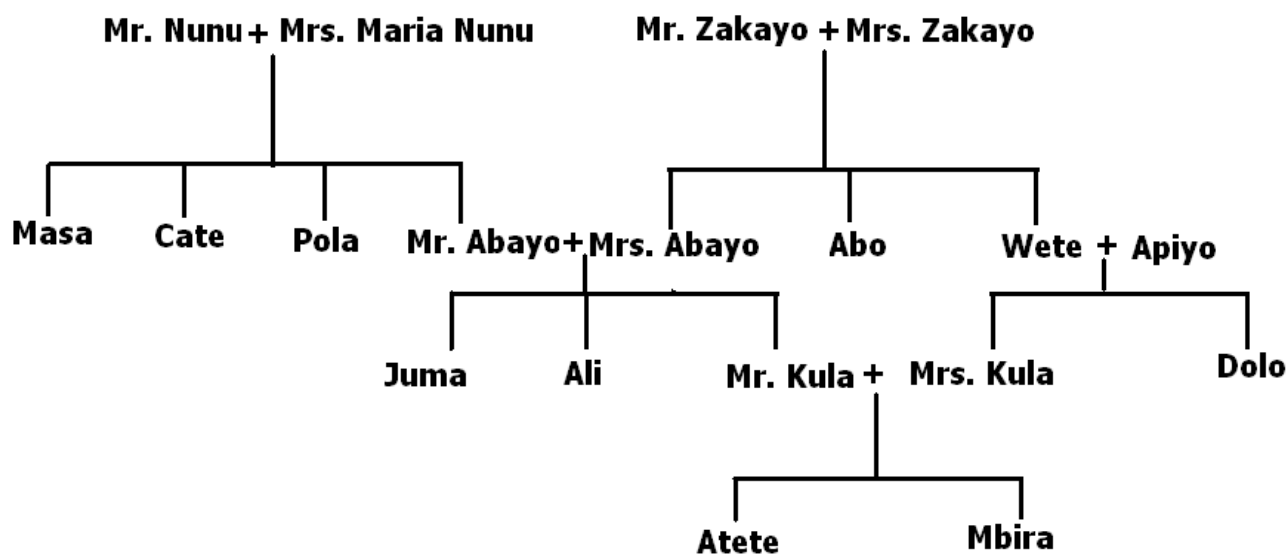 Mr. Nunu + Mrs. Maria Nunu
Mr. Zakayo + Mrs. Zakayo
Masa
Cate
Pola
Mr. Abayo + Mrs. Abayo
Abo
Wete + Apiyo
Juma
Ali
Mr. Kula + Mrs. Kula
Dolo
Atete
Mbira